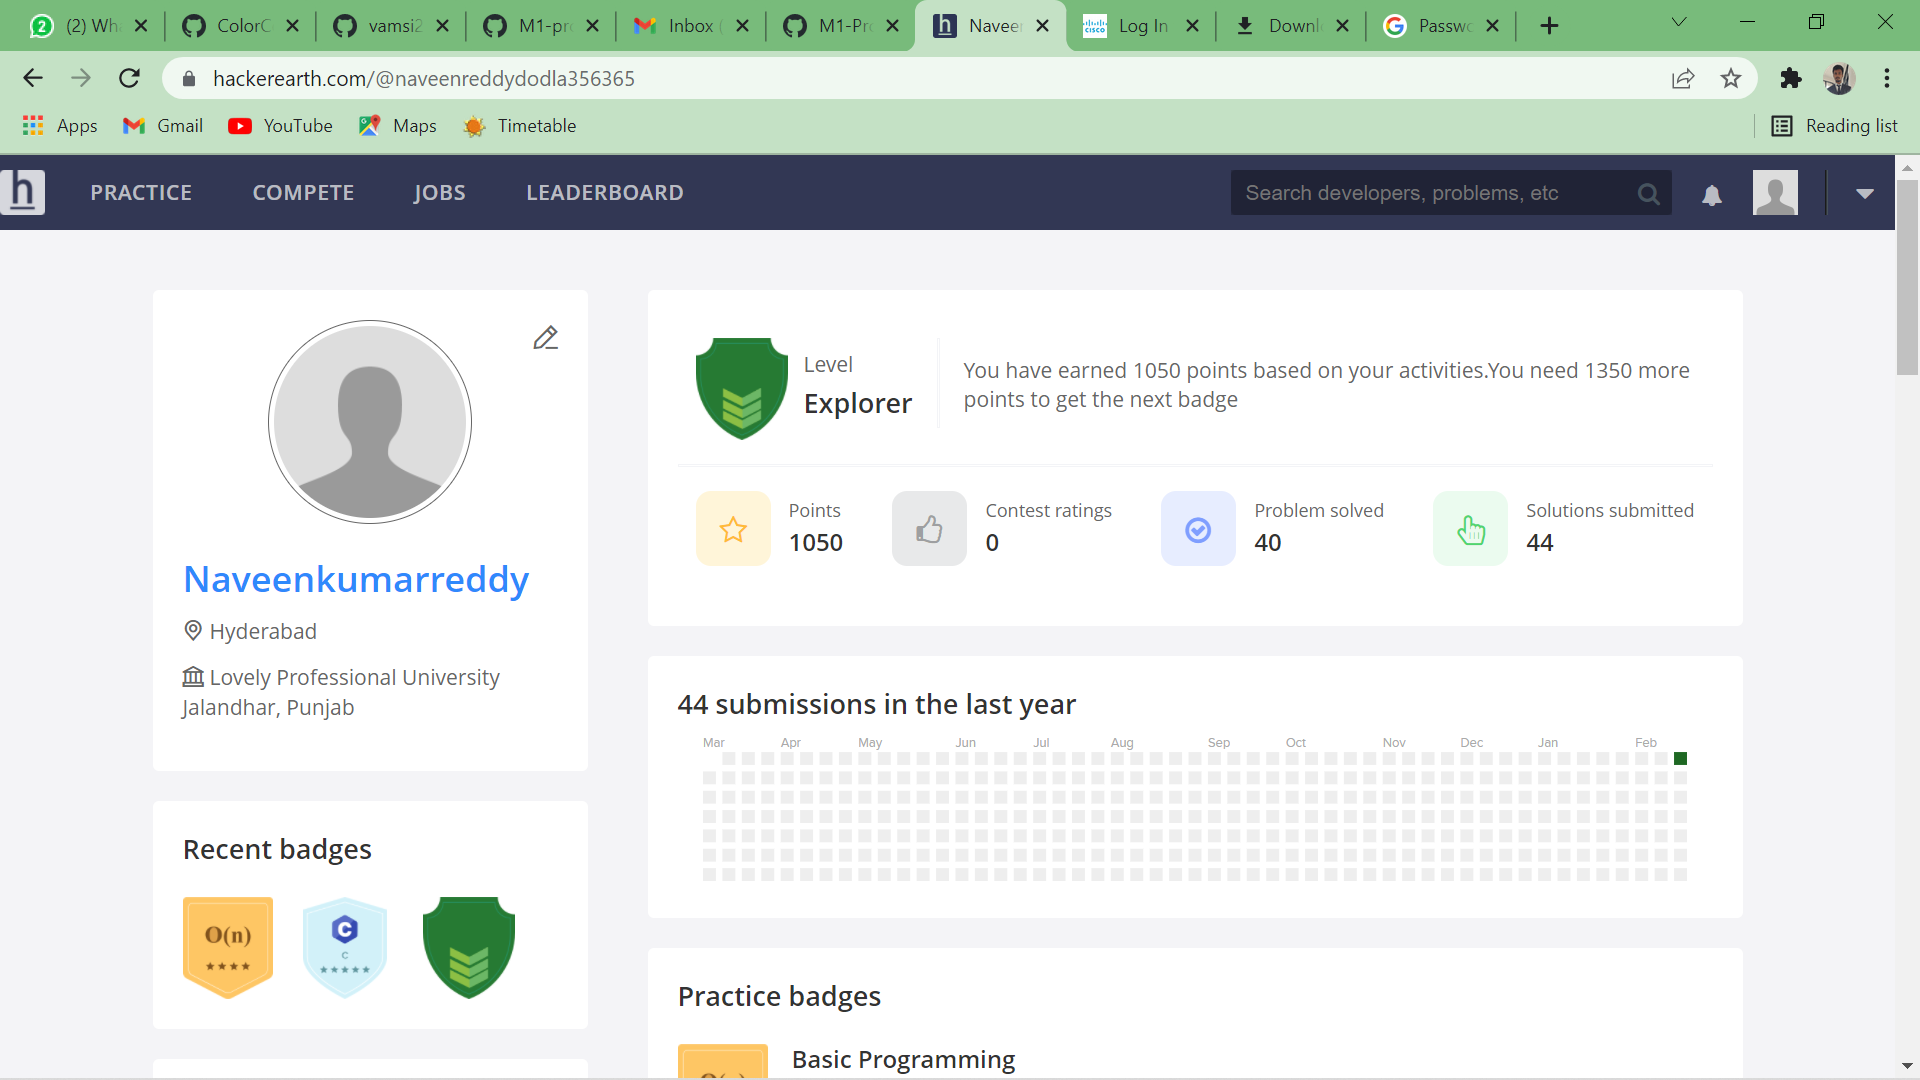 (2) Wh
ColorC
vamsi2
M1-pro
Inbox (
M1-Pro
Naveen
Log In
Downl
Passwo
hackerearth.com/@naveenreddydodla356365
Apps
Gmail
YouTube
Maps
Timetable
Reading list
h
PRACTICE
COMPETE
JOBS
LEADERBOARD
Search developers, problems, etc
Level
Explorer
You have earned 1050 points based on your activities.You need 1350 more
points to get the next badge
Points
1050
Contest ratings
0
Problem solved
40
Solutions submitted
44
Naveenkumarreddy
Hyderabad
Lovely Professional University
Jalandhar, Punjab
44 submissions in the last year
Mar Apr May Jun Jul Aug Sep Oct Nov Dec Jan Feb
Recent badges
O(n)
C
C
Practice badges
Basic Programming